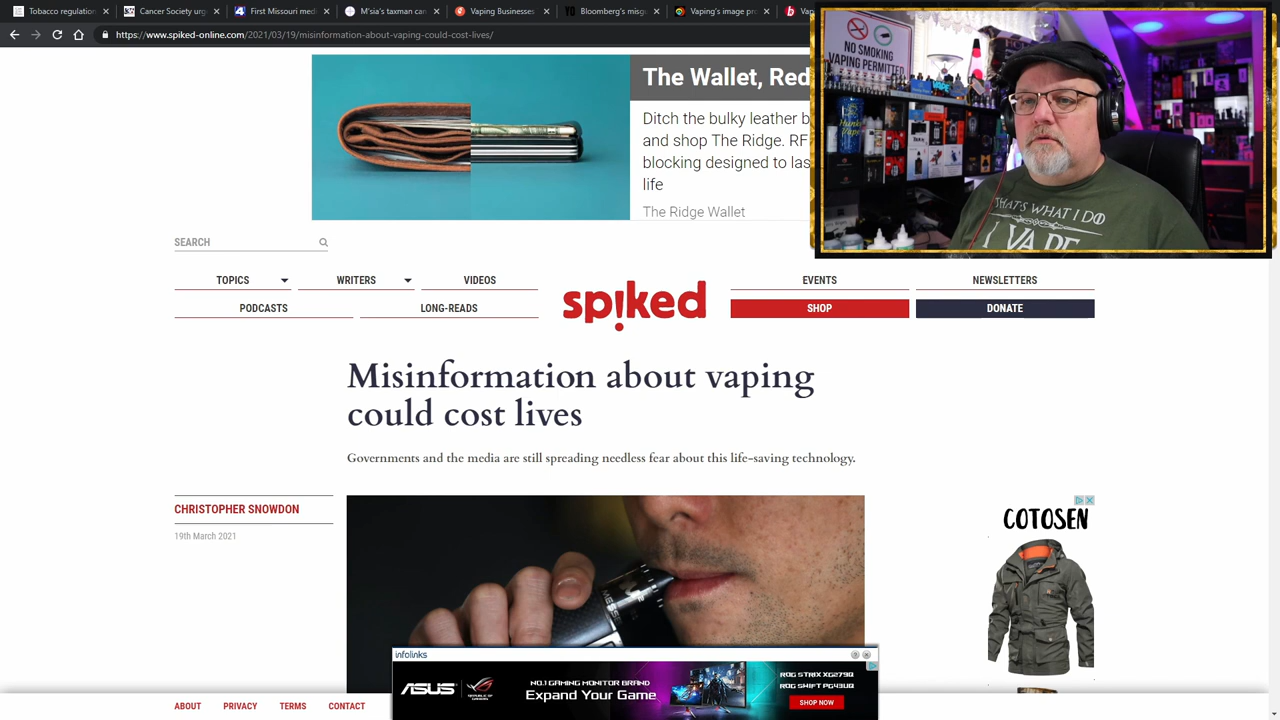 Tobacco regulation
Cancer Society urg
First Missouri med
M'sia's taxman can
Vaping Businesses
Bloomberg's misg
Vaping's image pr
https://www.spiked-online.com/2021/03/19/misinformation-about-vaping-could-cost-lives/
NO SMOKING
VAPING PERMITTED
THAT'S WHAT I DO
I VAPE
The Wallet, Red
Ditch the bulky leather b
and shop The Ridge. RF
blocking designed to las
life
The Ridge Wallet
SEARCH
TOPICS
WRITERS
VIDEOS
EVENTS
NEWSLETTERS
PODCASTS
LONG-READS
spiked
SHOP
DONATE
Misinformation about vaping
could cost lives
Governments and the media are still spreading needless fear about this life-saving technology.
CHRISTOPHER SNOWDON
19th March 2021
COTOSEN
infolinks
ASUS
REPUBLIC OF
GAMERS
NO.1 GAMING MONITOR BRAND
Expand Your Game
ROG STRIX XG279Q
ROG SWIFT PG43UQ
SHOP NOW
ABOUT
PRIVACY
TERMS
CONTACT